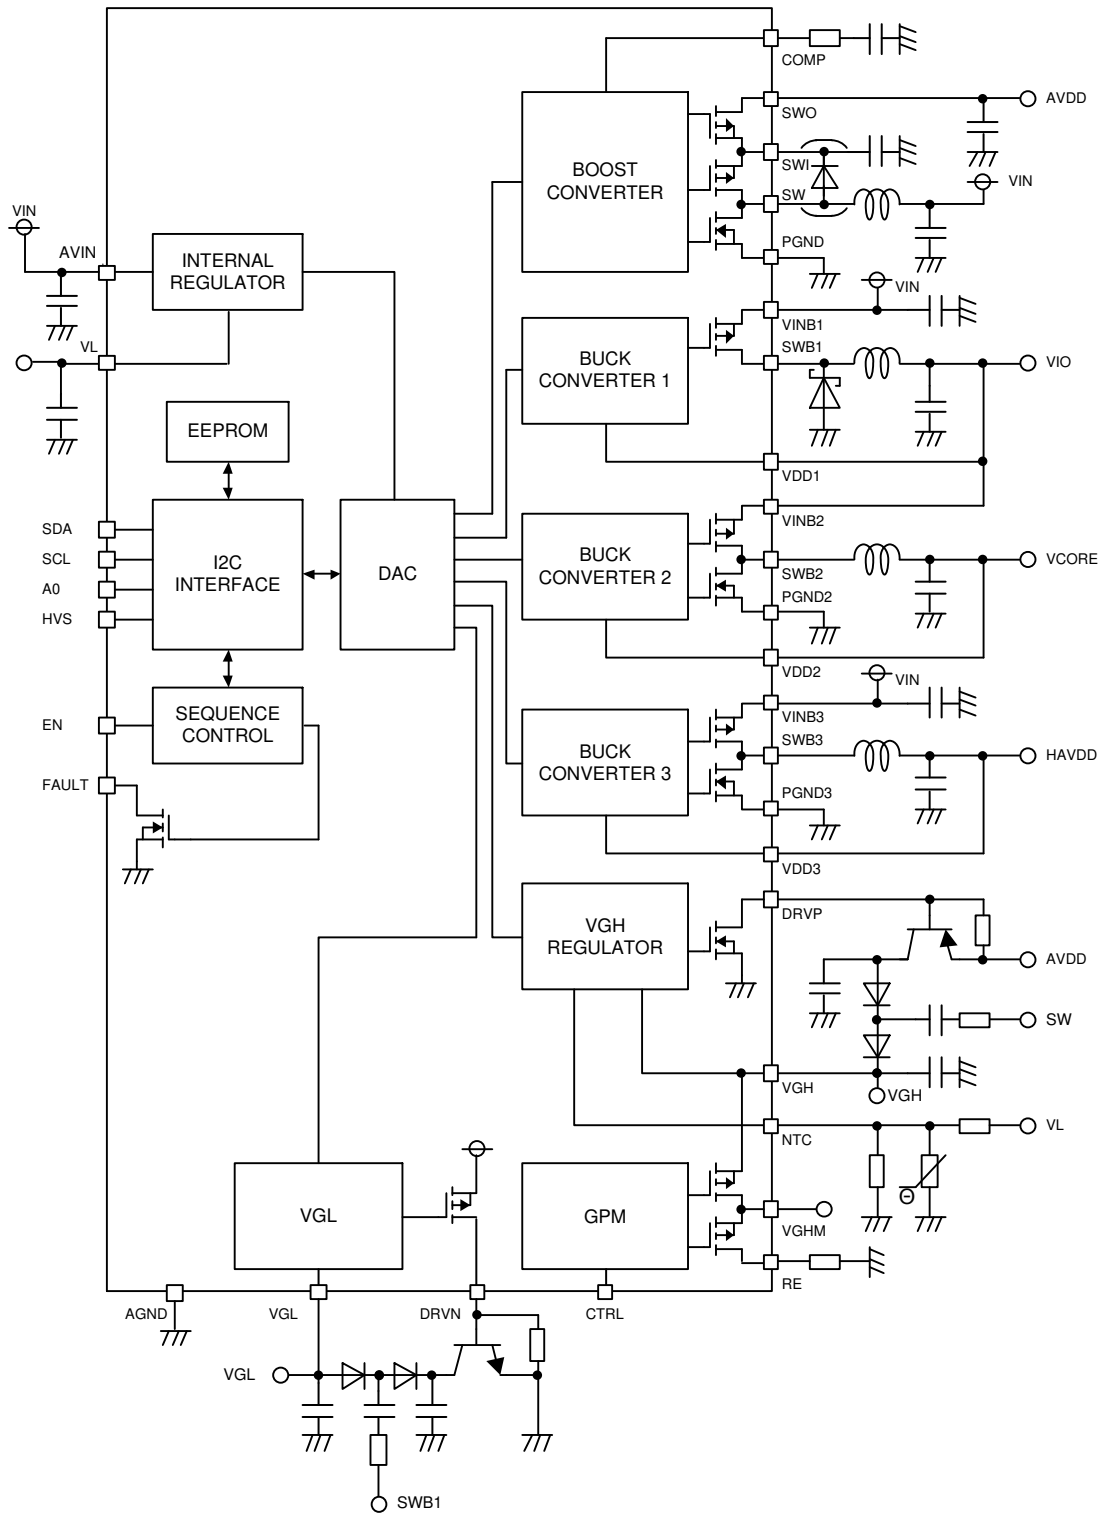 COMP
SWO
AVDD
BOOST
CONVERTER
SWI
SW
VIN
VIN
AVIN
INTERNAL
REGULATOR
PGND
VIN
VL
VINB1
SWB1
BUCK
CONVERTER 1
VIO
EEPROM
VDD1
VINB2
SDA
SCL
A0
HVS
I2C
INTERFACE
DAC
BUCK
CONVERTER 2
SWB2
PGND2
VCORE
VDD2
VIN
EN
SEQUENCE
CONTROL
VINB3
SWB3
BUCK
CONVERTER 3
HAVDD
FAULT
PGND3
VDD3
DRVP
VGH
REGULATOR
AVDD
SW
VGH
VGH
NTC
VL
Θ
VGL
GPM
VGHM
RE
AGND
VGL
DRVN
CTRL
VGL
SWB1